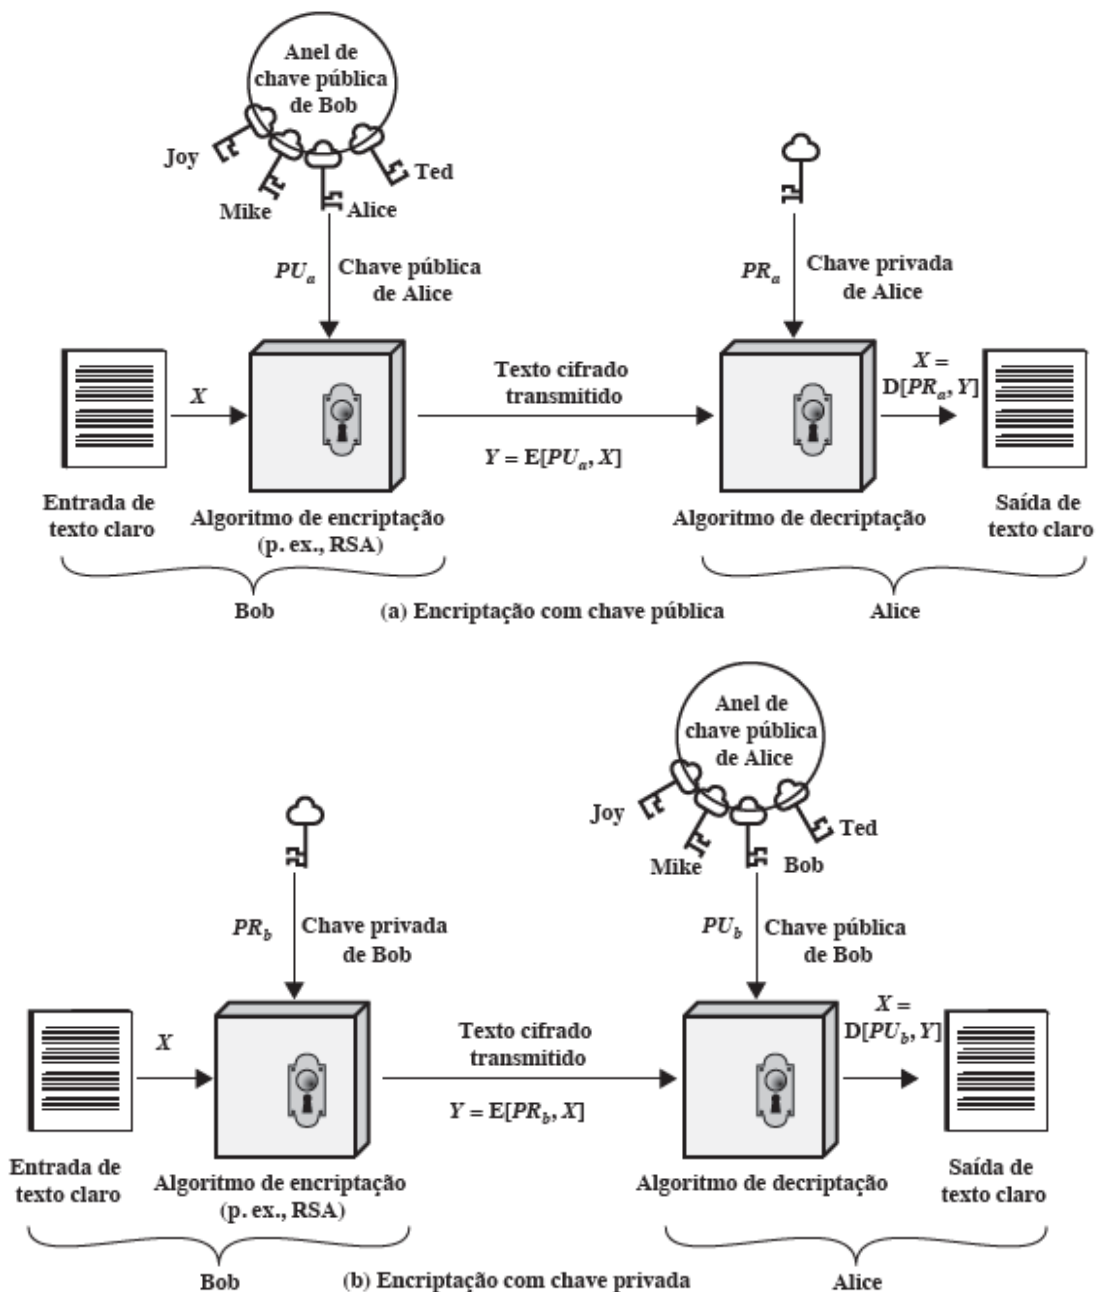 Anel de
chave pública
de Bob
Joy
Mike
Alice
Ted
PUₐ
Chave pública
de Alice
PRₐ
Chave privada
de Alice
X
Texto cifrado
transmitido
Y = E[PUₐ, X]
X =
D[PRₐ, Y]
Entrada de
texto claro
Algoritmo de encriptação
(p. ex., RSA)
Algoritmo de decriptação
Saída de
texto claro
Bob
(a) Encriptação com chave pública
Alice
Anel de
chave pública
de Alice
Joy
Mike
Bob
Ted
PR_b
Chave privada
de Bob
PU_b
Chave pública
de Bob
X
Texto cifrado
transmitido
Y = E[PR_b, X]
X =
D[PU_b, Y]
Entrada de
texto claro
Algoritmo de encriptação
(p. ex., RSA)
Algoritmo de decriptação
Saída de
texto claro
Bob
(b) Encriptação com chave privada
Alice